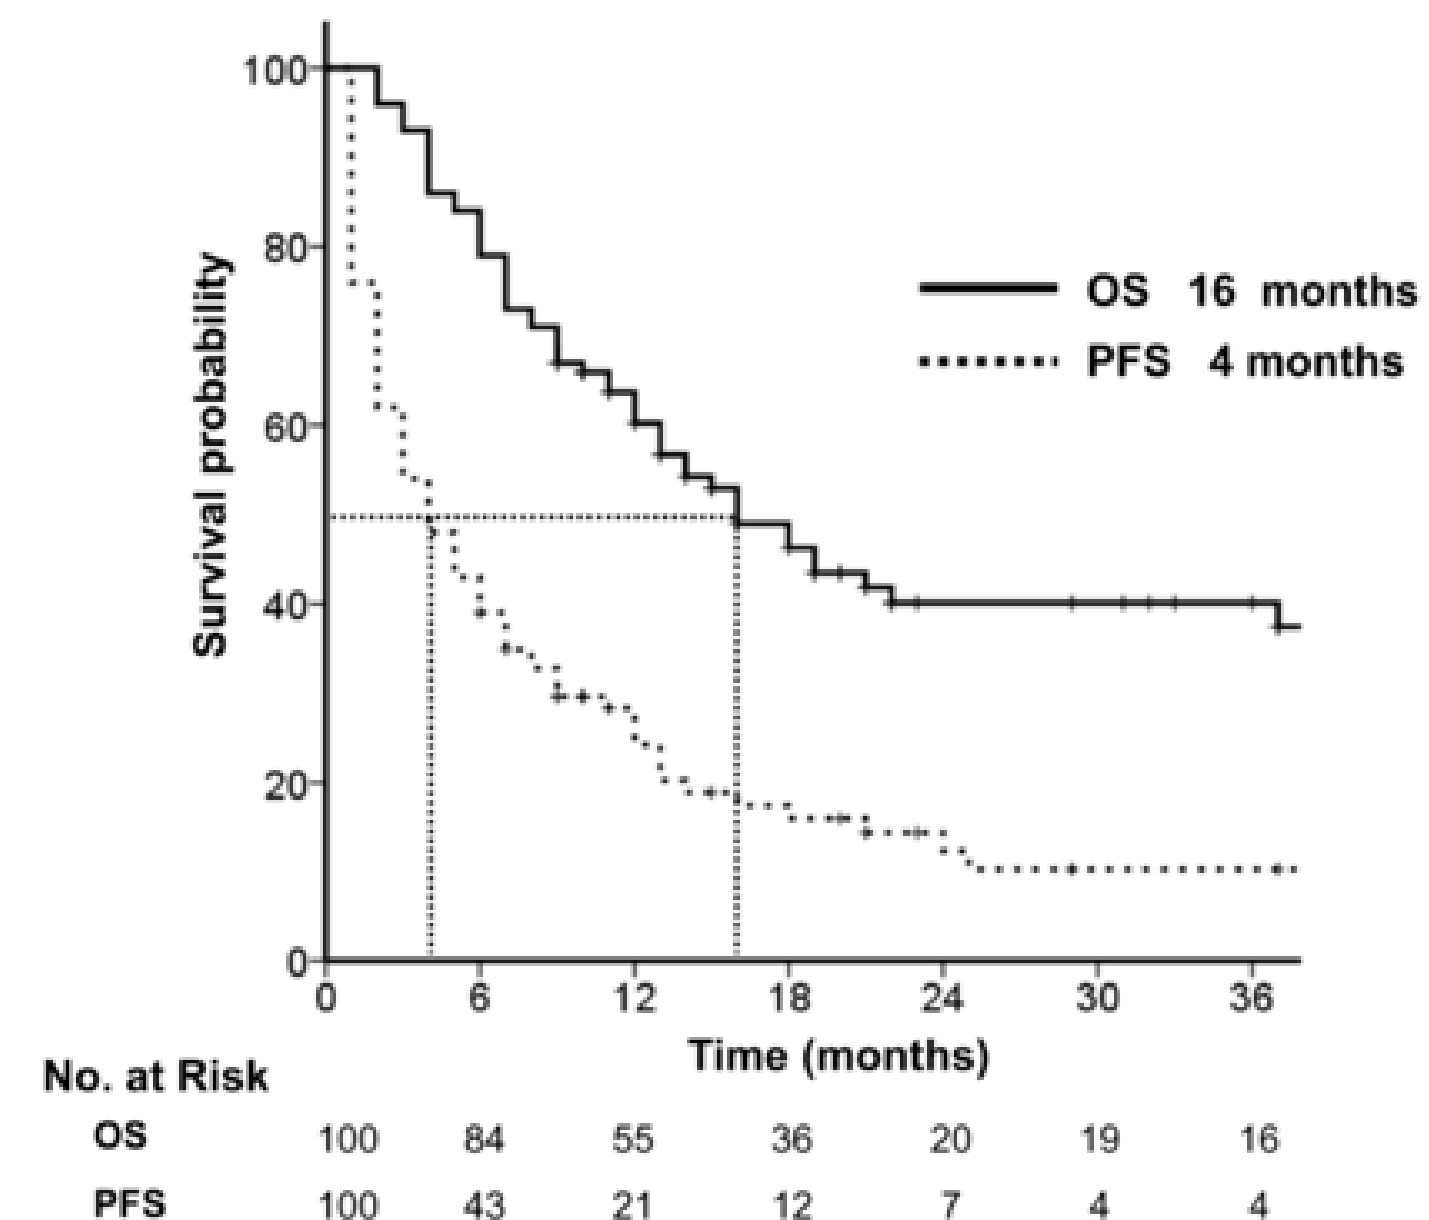 100
80
60
40
20
0
Survival probability
OS 16 months
PFS 4 months
0 6 12 18 24 30 36
Time (months)
No. at Risk
OS 100 84 55 36 20 19 16
PFS 100 43 21 12 7 4 4